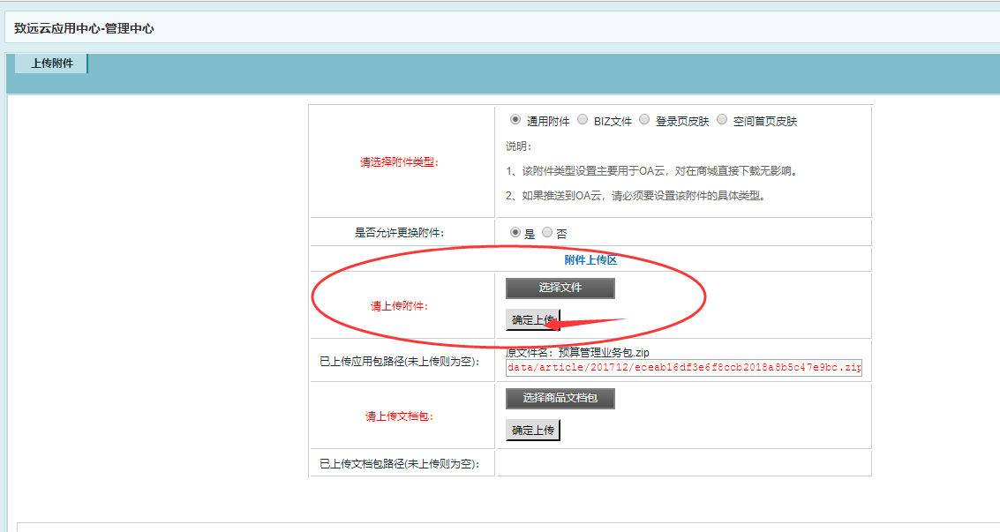 致远云应用中心-管理中心
上传附件
请选择附件类型:
通用附件 BIZ文件 登录页皮肤 空间首页皮肤
说明:
1、该附件类型设置主要用于OA云，对在商城直接下载无影响。
2、如果推送到OA云，请必须要设置该附件的具体类型。
是否允许更换附件: 是 否
附件上传区
请上传附件:
选择文件
确定上传
已上传应用包路径(未上传则为空):
原文件名：预算管理业务包.zip
data/article/201712/eceab16df3e6f8ccb2018a8b5c47e9bc.zip
请上传文档包:
选择商品文档包
确定上传
已上传文档包路径(未上传则为空):